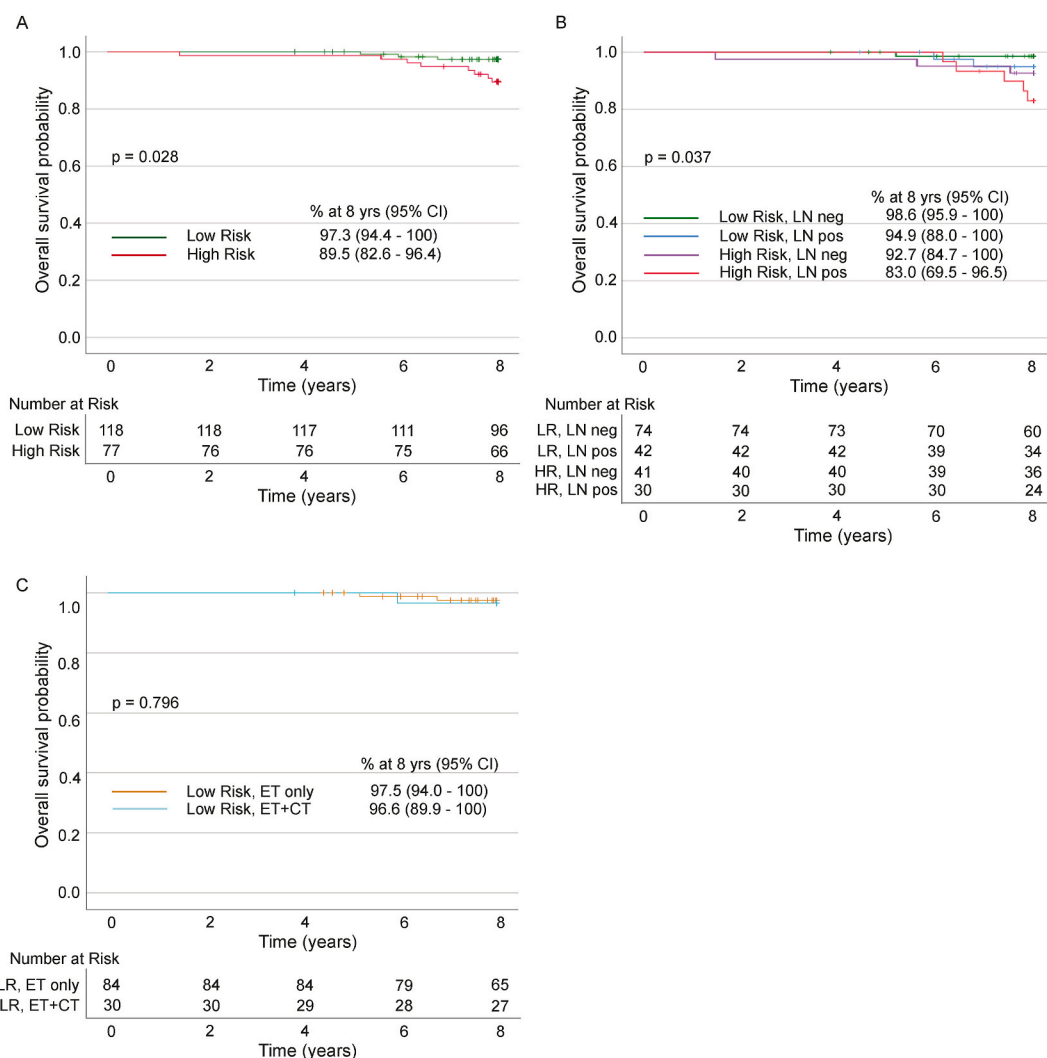 A
Overall survival probability
1.0
0.8
0.6
0.4
0.2
0.0
p = 0.028
% at 8 yrs (95% CI)
Low Risk 97.3 (94.4 - 100)
High Risk 89.5 (82.6 - 96.4)
0 2 4 6 8
Time (years)
Number at Risk
Low Risk 118 118 117 111 96
High Risk 77 76 76 75 66
0 2 4 6 8
Time (years)
B
Overall survival probability
1.0
0.8
0.6
0.4
0.2
0.0
p = 0.037
% at 8 yrs (95% CI)
Low Risk, LN neg 98.6 (95.9 - 100)
Low Risk, LN pos 94.9 (88.0 - 100)
High Risk, LN neg 92.7 (84.7 - 100)
High Risk, LN pos 83.0 (69.5 - 96.5)
0 2 4 6 8
Time (years)
Number at Risk
LR, LN neg 74 74 73 70 60
LR, LN pos 42 42 42 39 34
HR, LN neg 41 40 40 39 36
HR, LN pos 30 30 30 30 24
0 2 4 6 8
Time (years)
C
Overall survival probability
1.0
0.8
0.6
0.4
0.2
0.0
p = 0.796
% at 8 yrs (95% CI)
Low Risk, ET only 97.5 (94.0 - 100)
Low Risk, ET+CT 96.6 (89.9 - 100)
0 2 4 6 8
Time (years)
Number at Risk
LR, ET only 84 84 84 79 65
LR, ET+CT 30 30 29 28 27
0 2 4 6 8
Time (years)